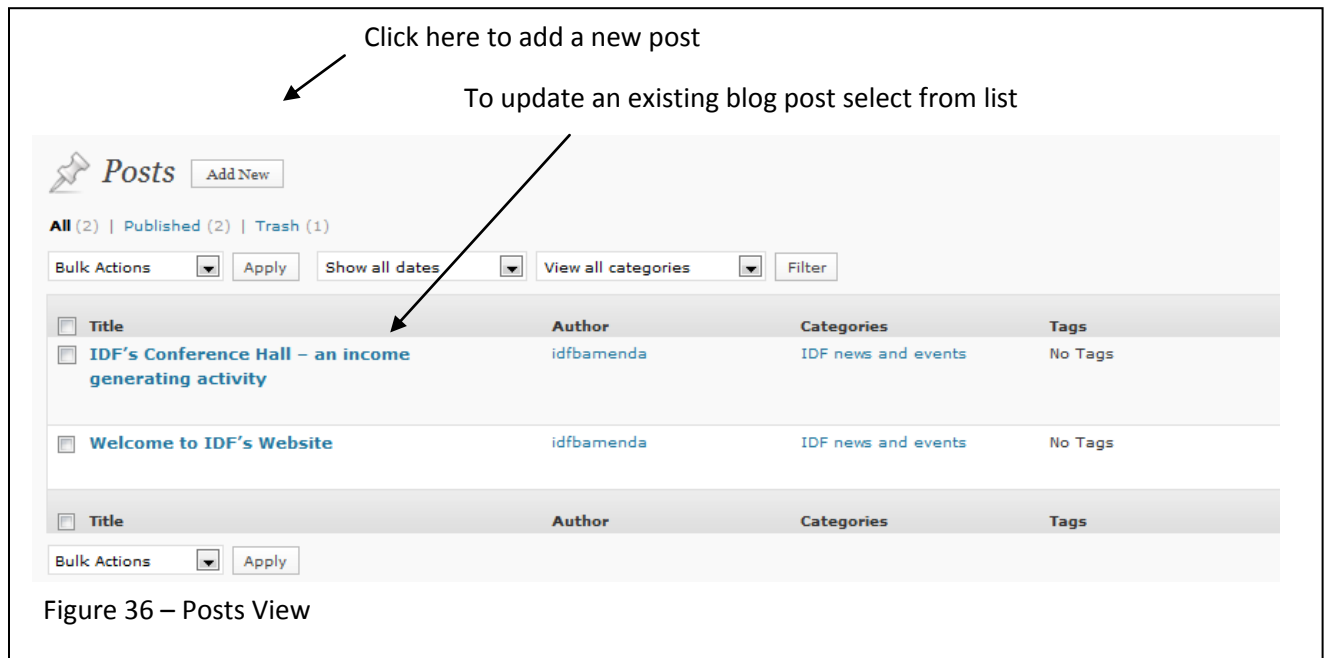 Click here to add a new post
To update an existing blog post select from list
Posts Add New
All (2) | Published (2) | Trash (1)
Bulk Actions Apply Show all dates View all categories Filter
Title Author Categories Tags
IDF’s Conference Hall – an income idfbamenda IDF news and events No Tags
generating activity
Welcome to IDF’s Website idfbamenda IDF news and events No Tags
Title Author Categories Tags
Bulk Actions Apply
Figure 36 – Posts View